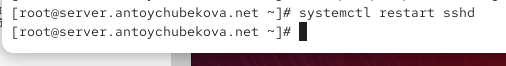 [root@server.antoychubekova.net ~]# systemctl restart sshd
[root@server.antoychubekova.net ~]#